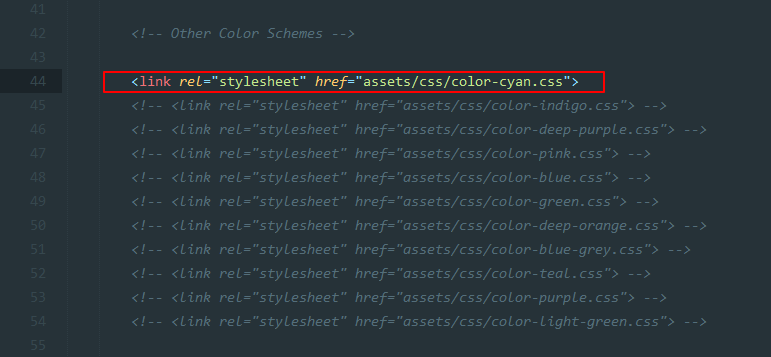 41
42 <!-- Other Color Schemes -->
43
44 <link rel="stylesheet" href="assets/css/color-cyan.css">
45 <!-- <link rel="stylesheet" href="assets/css/color-indigo.css"> -->
46 <!-- <link rel="stylesheet" href="assets/css/color-deep-purple.css"> -->
47 <!-- <link rel="stylesheet" href="assets/css/color-pink.css"> -->
48 <!-- <link rel="stylesheet" href="assets/css/color-blue.css"> -->
49 <!-- <link rel="stylesheet" href="assets/css/color-green.css"> -->
50 <!-- <link rel="stylesheet" href="assets/css/color-deep-orange.css"> -->
51 <!-- <link rel="stylesheet" href="assets/css/color-blue-grey.css"> -->
52 <!-- <link rel="stylesheet" href="assets/css/color-teal.css"> -->
53 <!-- <link rel="stylesheet" href="assets/css/color-purple.css"> -->
54 <!-- <link rel="stylesheet" href="assets/css/color-light-green.css"> -->